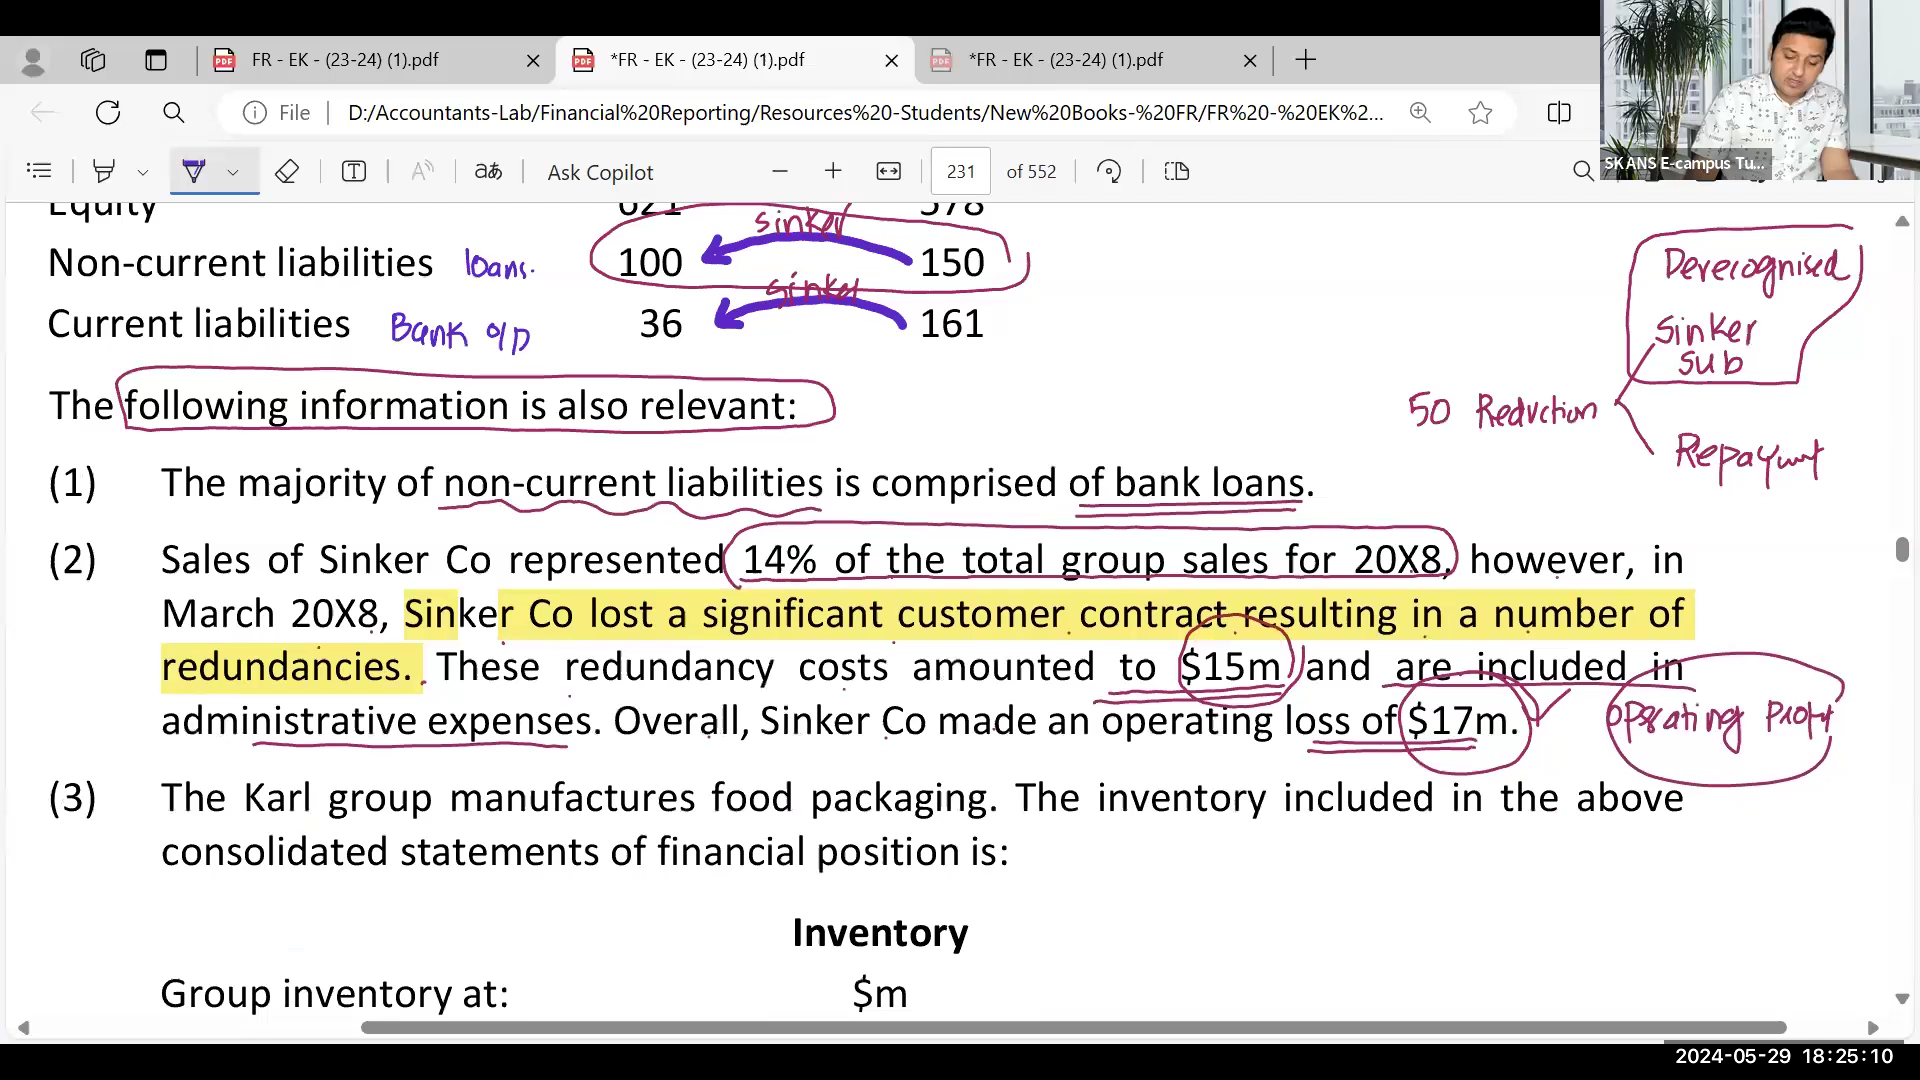 FR - EK - (23-24) (1).pdf
*FR - EK - (23-24) (1).pdf
*FR - EK - (23-24) (1).pdf
File D:/Accountants-Lab/Financial%20Reporting/Resources%20-Students/New%20Books-%20FR/FR%20-%20EK%2...
Ask Copilot
231 of 552
SKANS E-campus Tu...
Equity 621 578
sinker
Non-current liabilities loans. 100 150
sinker
Current liabilities Bank o/D 36 161
Derecognised
Sinker
sub
50 Reduction
Repayment
The following information is also relevant:
(1) The majority of non-current liabilities is comprised of bank loans.
(2) Sales of Sinker Co represented 14% of the total group sales for 20X8, however, in
March 20X8, Sinker Co lost a significant customer contract resulting in a number of
redundancies. These redundancy costs amounted to $15m and are included in
administrative expenses. Overall, Sinker Co made an operating loss of $17m.
Operating Profit
(3) The Karl group manufactures food packaging. The inventory included in the above
consolidated statements of financial position is:
Inventory
Group inventory at: $m
2024-05-29 18:25:10